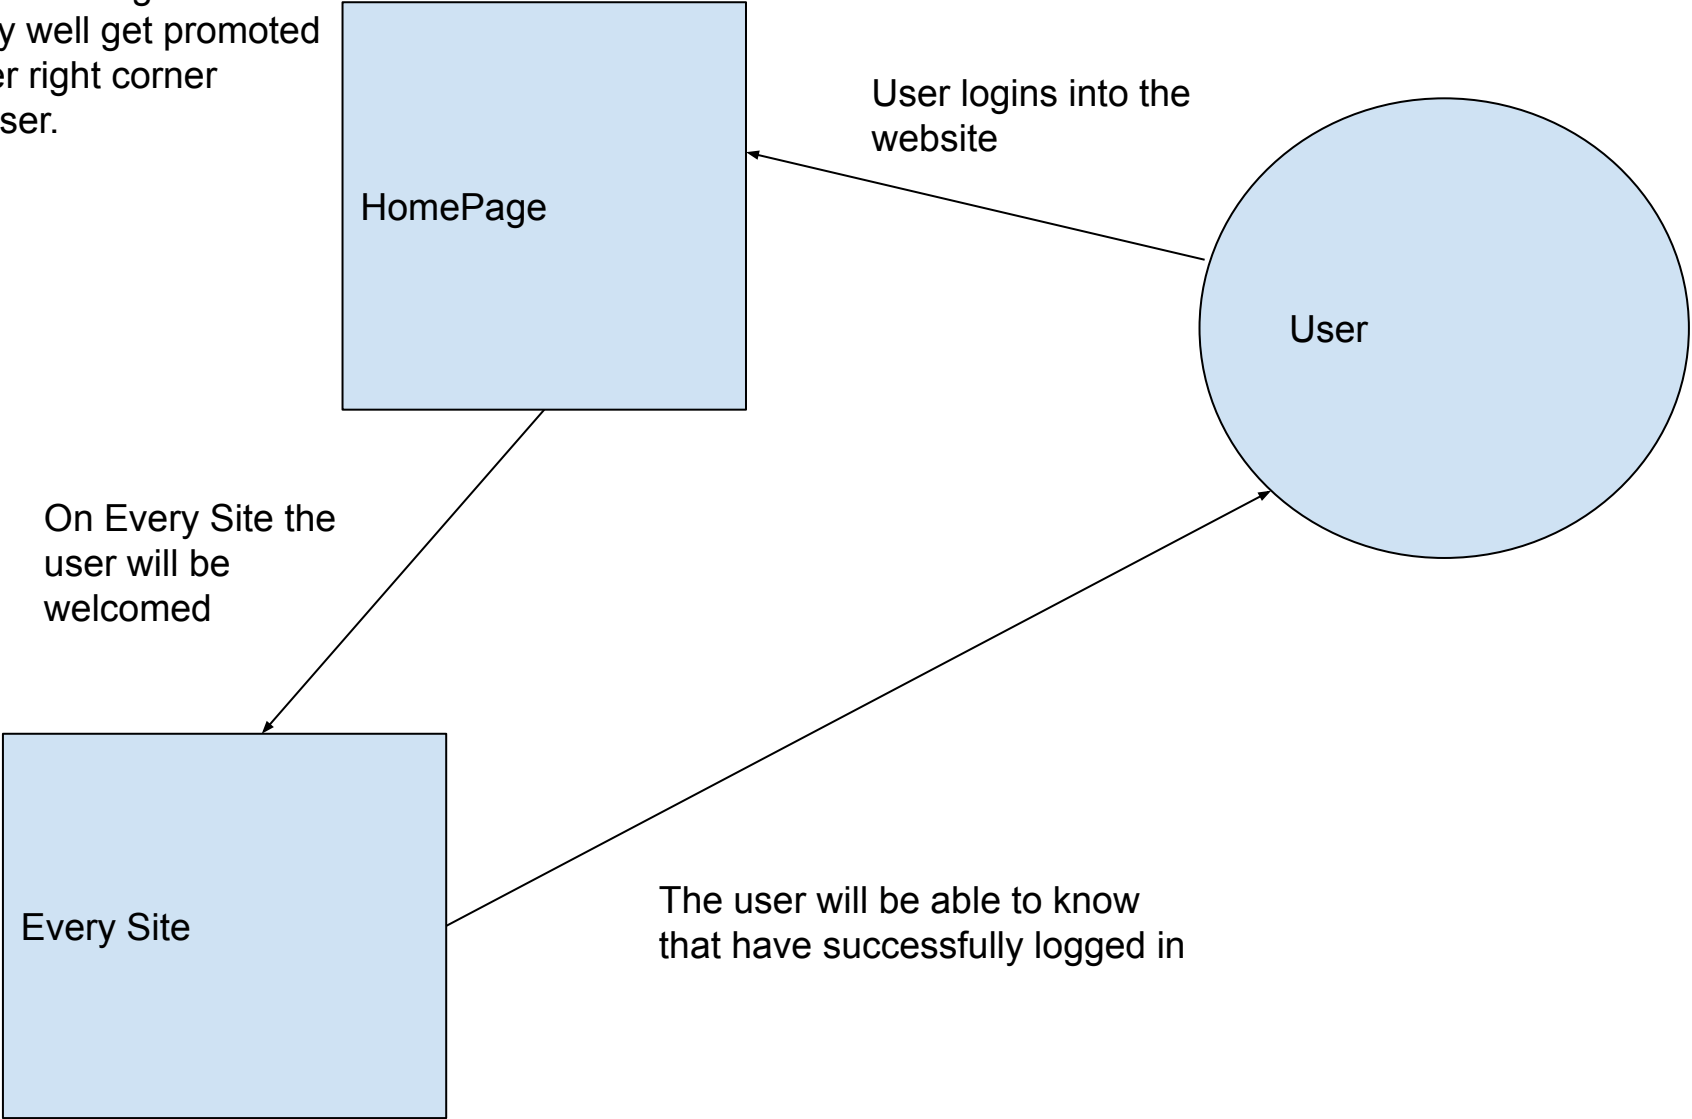 y well get promoted
er right corner
ser.
User logins into the
website
HomePage
User
On Every Site the
user will be
welcomed
Every Site
The user will be able to know
that have successfully logged in